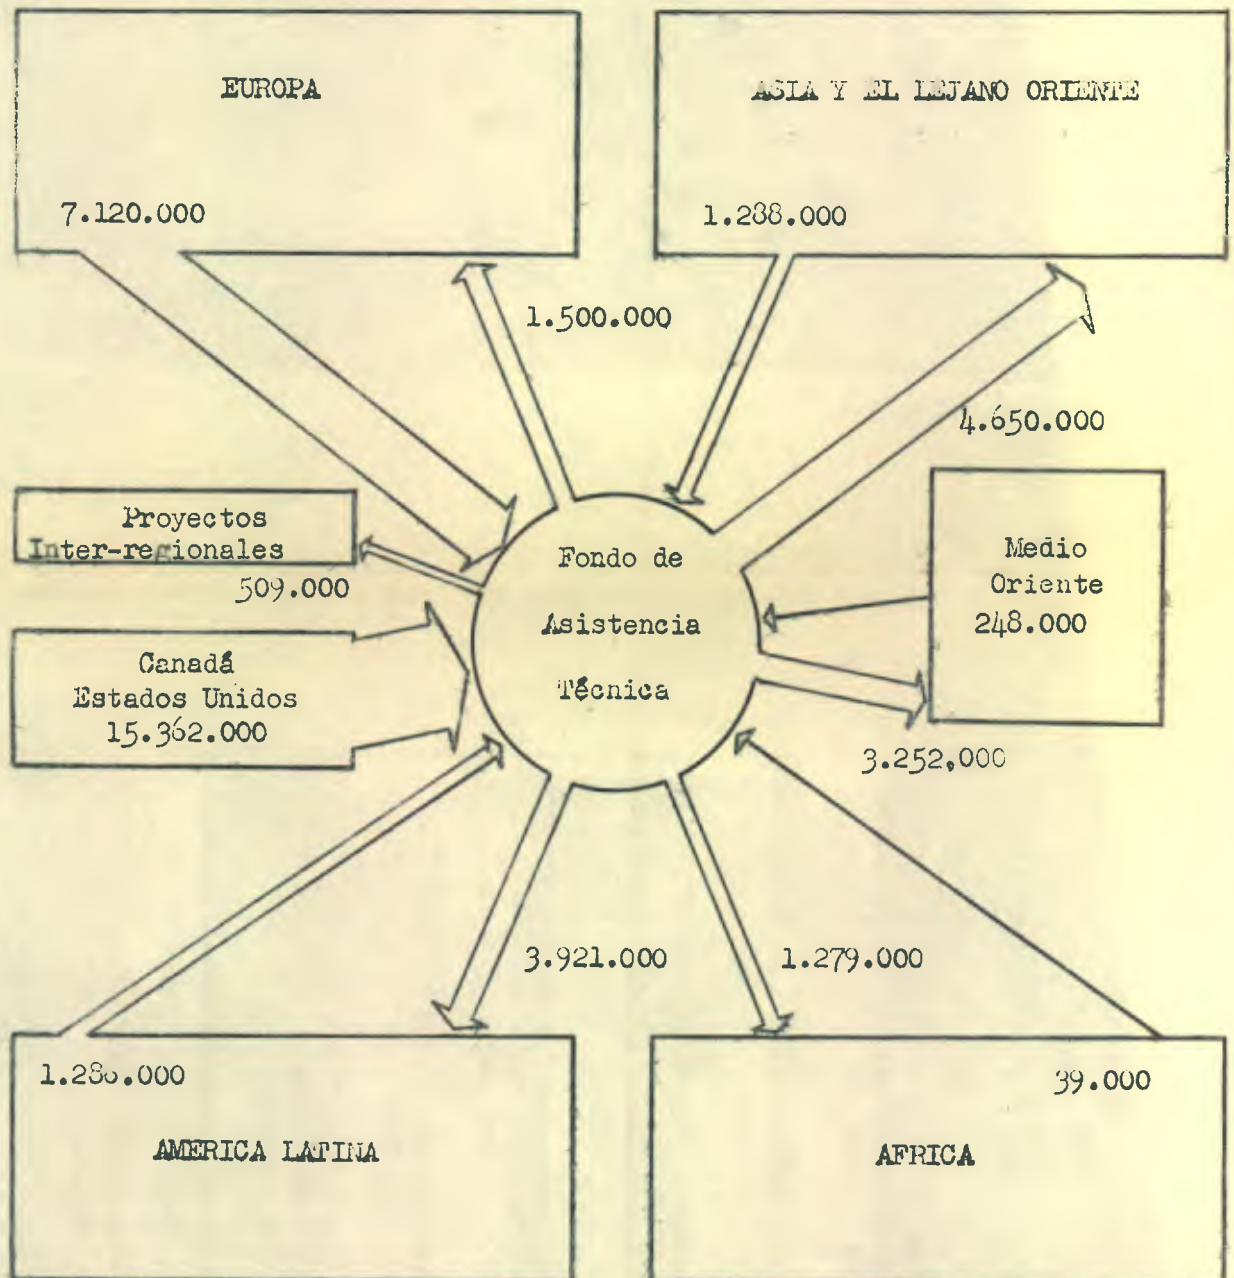 EUROPA
ASIA Y EL LEJANO ORIENTE
7.120.000
1.288.000
1.500.000
4.650.000
Proyectos
Inter-regionales
509.000
Fondo de
Asistencia
Técnica
Medio
Oriente
248.000
Canadá
Estados Unidos
15.362.000
3.252,000
3.921.000
1.279.000
39.000
AMERICA LATINA
AFRICA